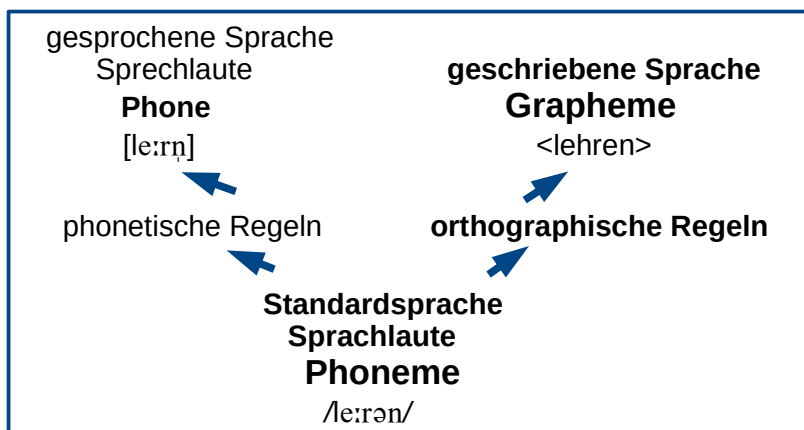 gesprochene Sprache
Sprechlaute
Phone
[leːrn̩]
phonetische Regeln
geschriebene Sprache
Grapheme
<lehren>
orthographische Regeln
Standardsprache
Sprachlaute
Phoneme
/leːrən/